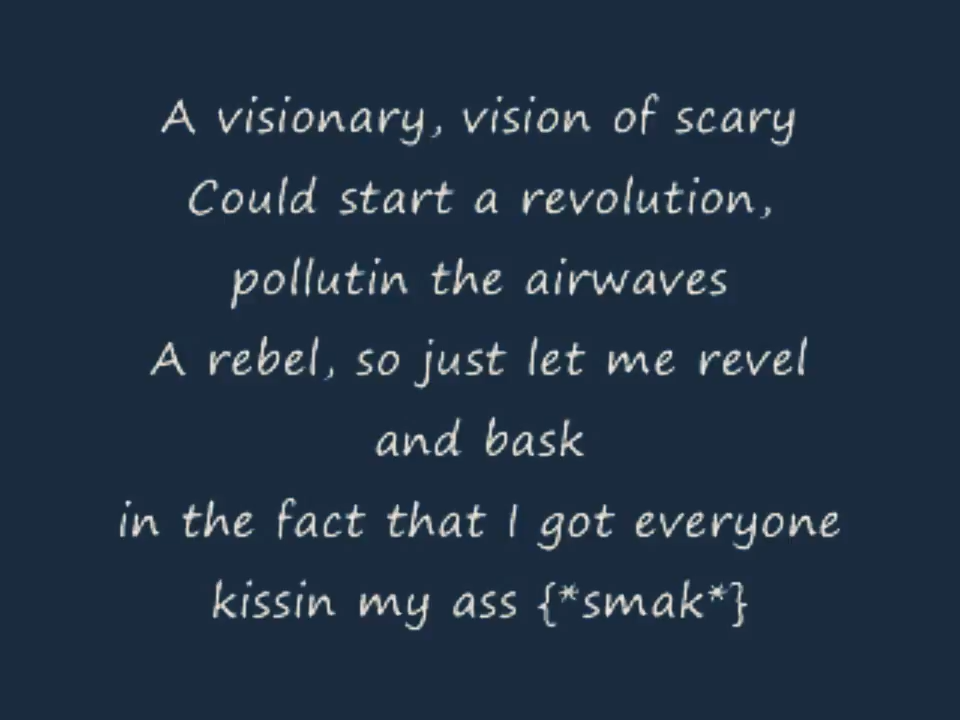 A visionary, vision of scary
Could start a revolution,
pollutin the airwaves
A rebel, so just let me revel
and bask
in the fact that I got everyone
kissin my ass {*smak*}